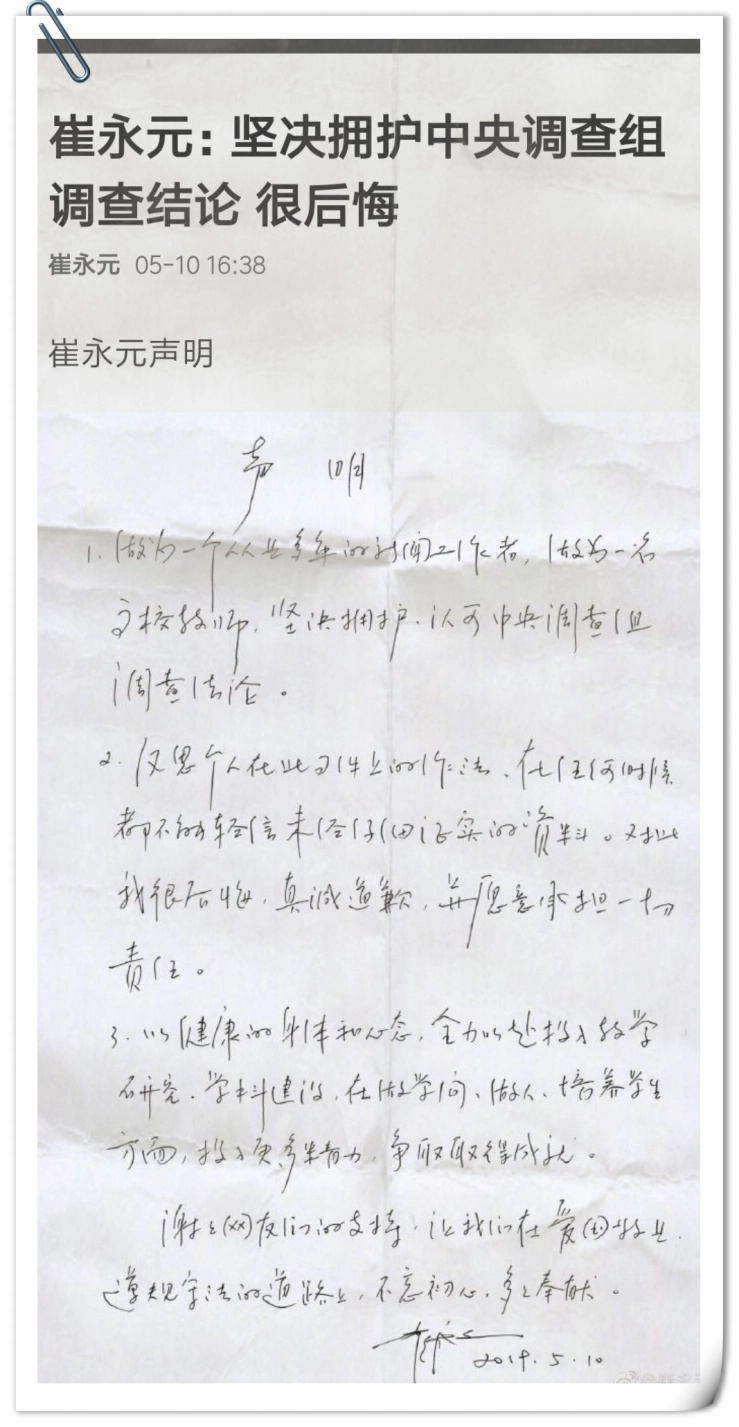 崔永元：坚决拥护中央调查组
调查结论 很后悔
崔永元 05-10 16:38
崔永元声明
声 明
1. 做为一个从业多年的新闻工作者，做为一名
高校教师，坚决拥护、认可中央调查组
调查结论。
2. 反思个人在此事件上的作法、在任何时候
都不能轻信未经仔细证实的资料。对此
我很后悔，真诚道歉，并愿意承担一切
责任。
3. 以健康的身体和心态，全力以赴投入教学
研究、学科建设，在做学问、做人、培养学生
方面，投入更多精力，争取取得成就。
谢谢网友们的支持，让我们在爱国敬业、
遵规守法的道路上，不忘初心，多多奉献。
2019.5.10